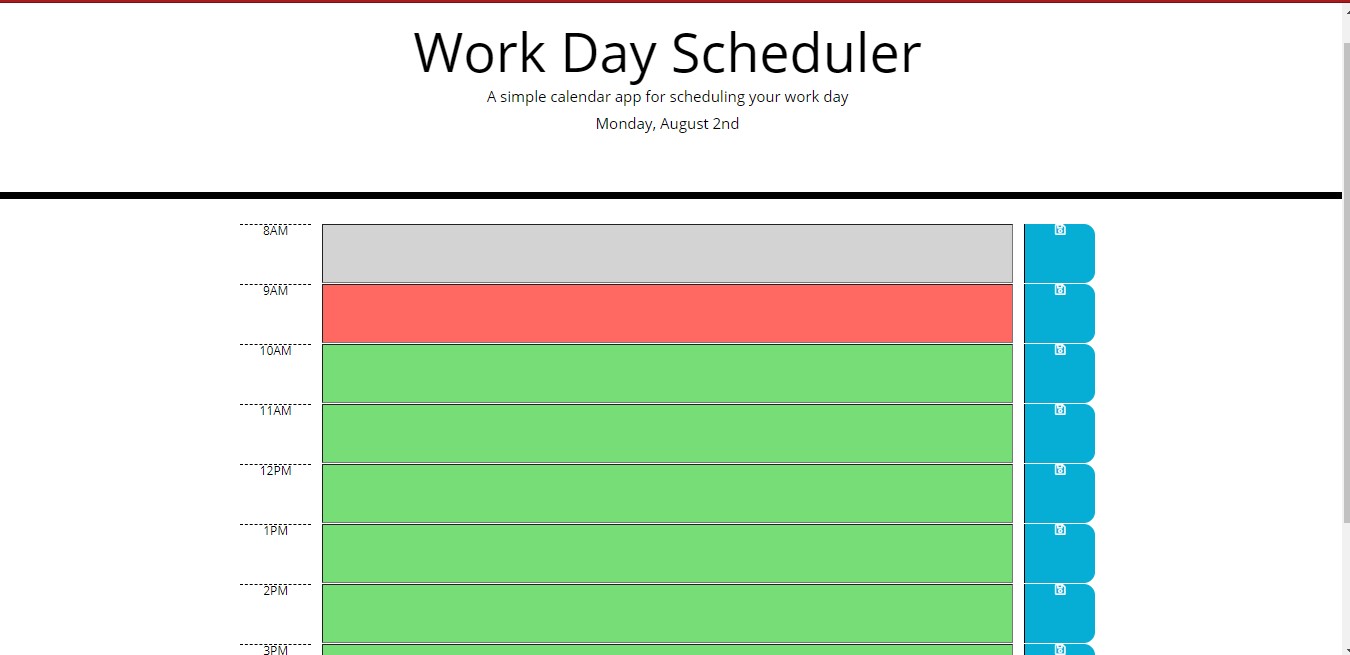 Work Day Scheduler
A simple calendar app for scheduling your work day
Monday, August 2nd
8AM
9AM
10AM
11AM
12PM
1PM
2PM
3PM